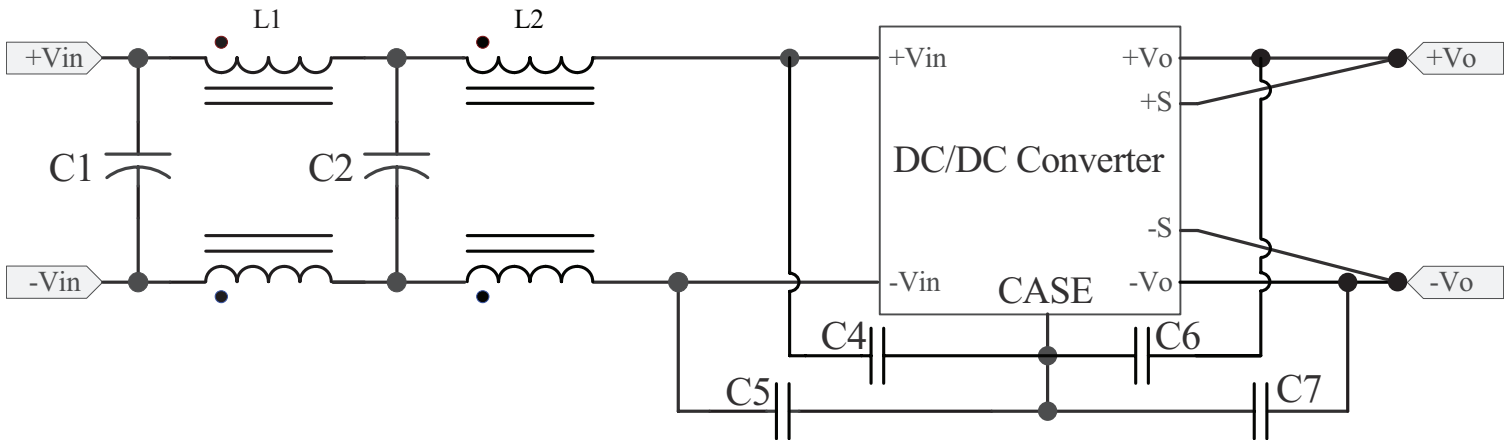 L1
L2
+Vin
+Vin
+Vo
+Vo
+S
C1
C2
DC/DC Converter
-S
-Vin
-Vin
CASE
-Vo
-Vo
C4
C6
C5
C7